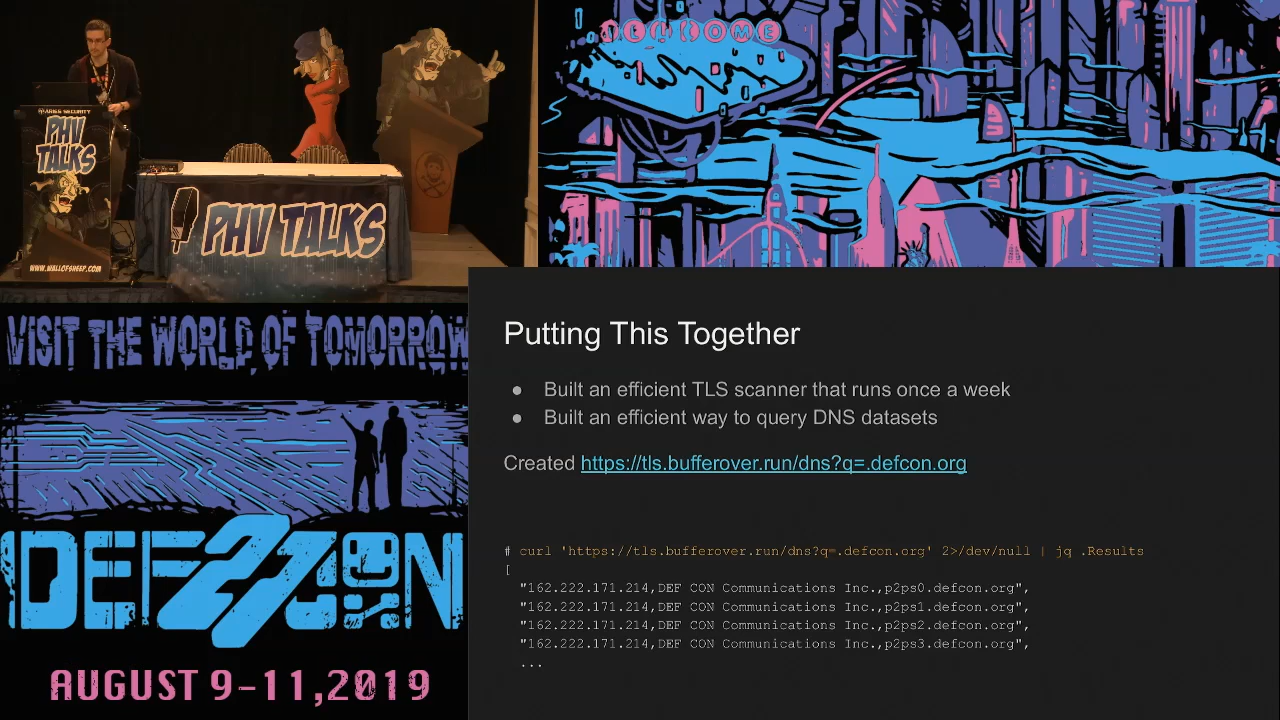 WELCOME
ARIES SECURITY
PHV
TALKS
WWW.WALLOFSHEEP.COM
PHV TALKS
VISIT THE WORLD OF TOMORROW
DEF CON
27
AUGUST 9-11,2019
Putting This Together
● Built an efficient TLS scanner that runs once a week
● Built an efficient way to query DNS datasets
Created https://tls.bufferover.run/dns?q=.defcon.org
# curl 'https://tls.bufferover.run/dns?q=.defcon.org' 2>/dev/null | jq .Results
[
"162.222.171.214,DEF CON Communications Inc.,p2ps0.defcon.org",
"162.222.171.214,DEF CON Communications Inc.,p2ps1.defcon.org",
"162.222.171.214,DEF CON Communications Inc.,p2ps2.defcon.org",
"162.222.171.214,DEF CON Communications Inc.,p2ps3.defcon.org",
...